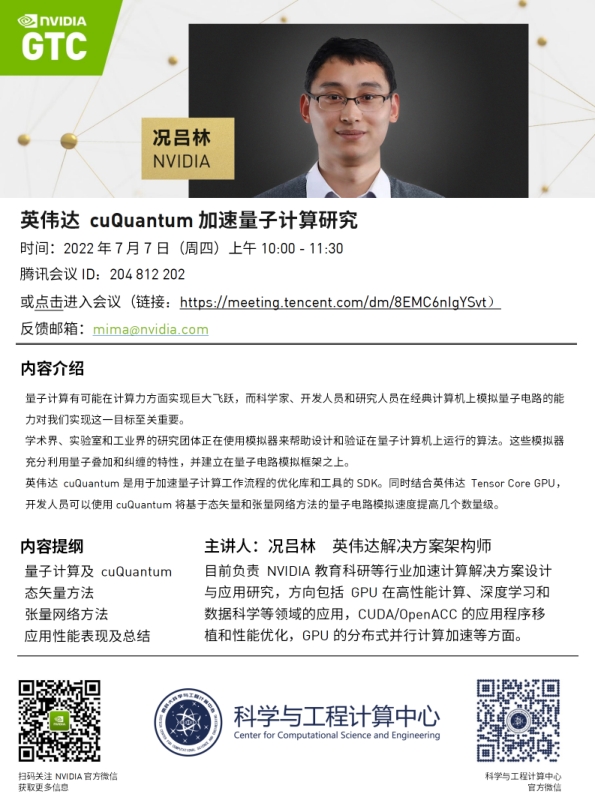 NVIDIA
GTC
况吕林
NVIDIA
英伟达 cuQuantum 加速量子计算研究
时间：2022 年 7 月 7 日（周四）上午 10:00 - 11:30
腾讯会议 ID：204 812 202
或点击进入会议（链接：https://meeting.tencent.com/dm/8EMC6nIgYSvt）
反馈邮箱：mima@nvidia.com
内容介绍
量子计算有可能在计算力方面实现巨大飞跃，而科学家、开发人员和研究人员在经典计算机上模拟量子电路的能
力对我们实现这一目标至关重要。
学术界、实验室和工业界的研究团体正在使用模拟器来帮助设计和验证在量子计算机上运行的算法。这些模拟器
充分利用量子叠加和纠缠的特性，并建立在量子电路模拟框架之上。
英伟达 cuQuantum 是用于加速量子计算工作流程的优化库和工具的 SDK。同时结合英伟达 Tensor Core GPU，
开发人员可以使用 cuQuantum 将基于态矢量和张量网络方法的量子电路模拟速度提高几个数量级。
内容提纲
量子计算及 cuQuantum
态矢量方法
张量网络方法
应用性能表现及总结
主讲人：况吕林 英伟达解决方案架构师
目前负责 NVIDIA 教育科研等行业加速计算解决方案设计
与应用研究，方向包括 GPU 在高性能计算、深度学习和
数据科学等领域的应用，CUDA/OpenACC 的应用程序移
植和性能优化，GPU 的分布式并行计算加速等方面。
扫码关注 NVIDIA 官方微信
获取更多信息
科学与工程计算中心
Center for Computational Science and Engineering
科学与工程计算中心
官方微信